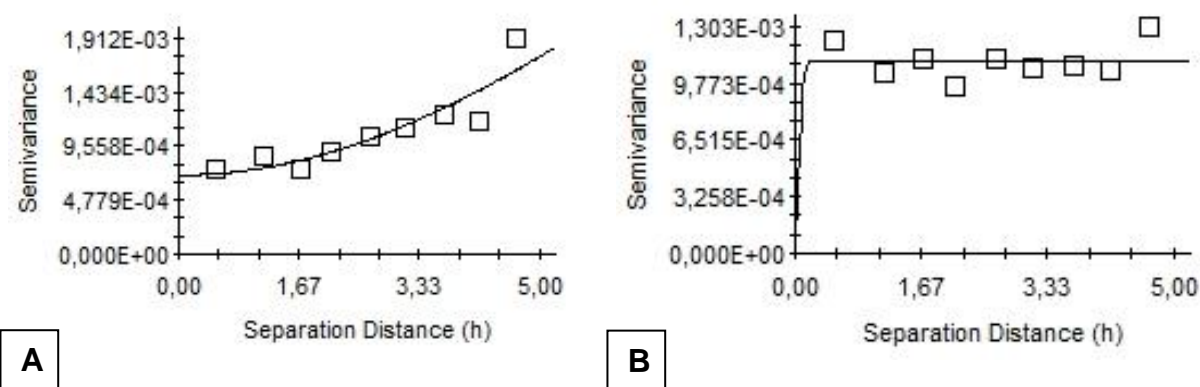 1,912E-03
1,434E-03
9,558E-04
4,779E-04
0,000E+00
Semivariance
0,00 1,67 3,33 5,00
Separation Distance (h)
A
1,303E-03
9,773E-04
6,515E-04
3,258E-04
0,000E+00
Semivariance
0,00 1,67 3,33 5,00
Separation Distance (h)
B